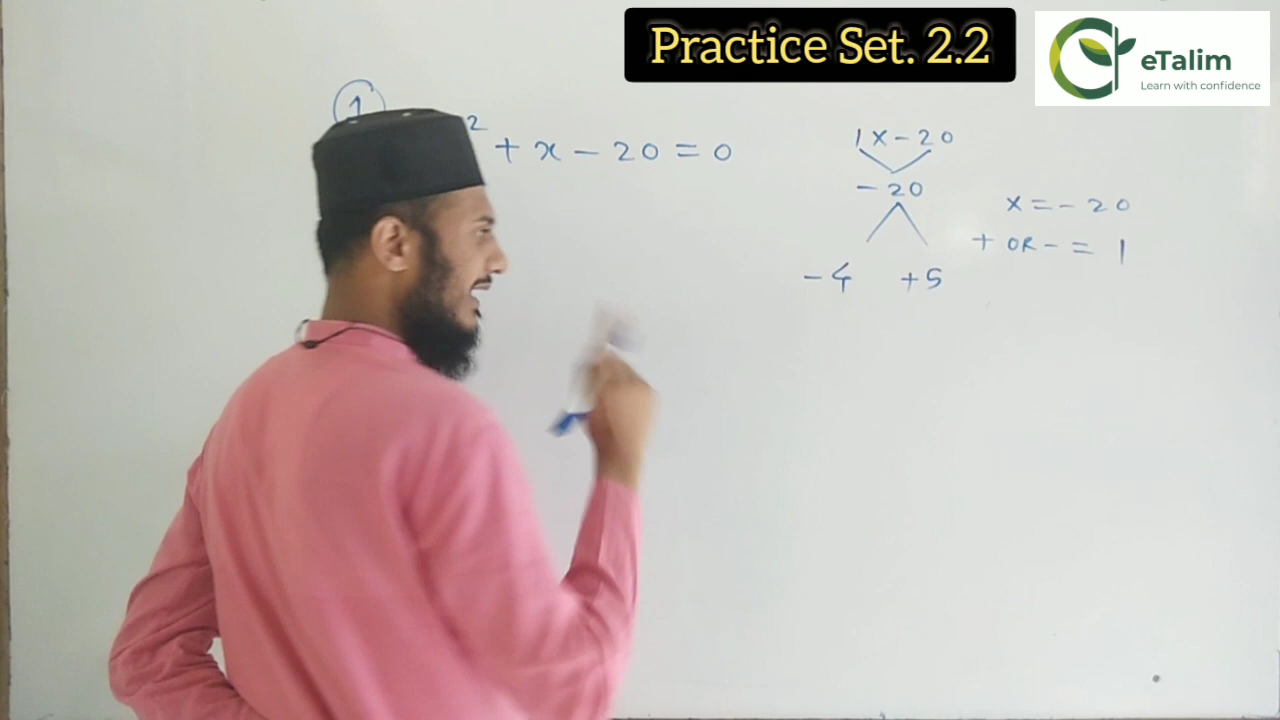 Practice Set. 2.2
eTalim
Learn with confidence
1
² + x - 20 = 0
1 x - 20
- 20
- 4 + 5
x = - 20
+ OR - = 1